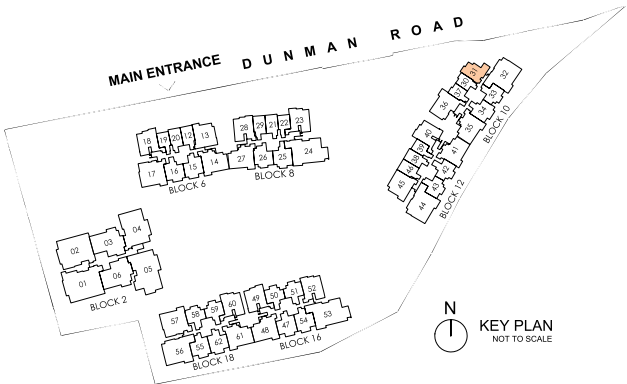 DUNMAN ROAD
MAIN ENTRANCE
31 32
30
37 33
36 34
35
BLOCK 10
40 41
39
38 42
46 43
45 44
BLOCK 12
18 19 20 12 13
17 16 15 14
BLOCK 6
28 29 21 22 23
27 26 25 24
BLOCK 8
02 03 04
01 06 05
BLOCK 2
57 58 59 60
56 55 62 61
BLOCK 18
49 50 51 52
48 47 54 53
BLOCK 16
N
KEY PLAN
NOT TO SCALE